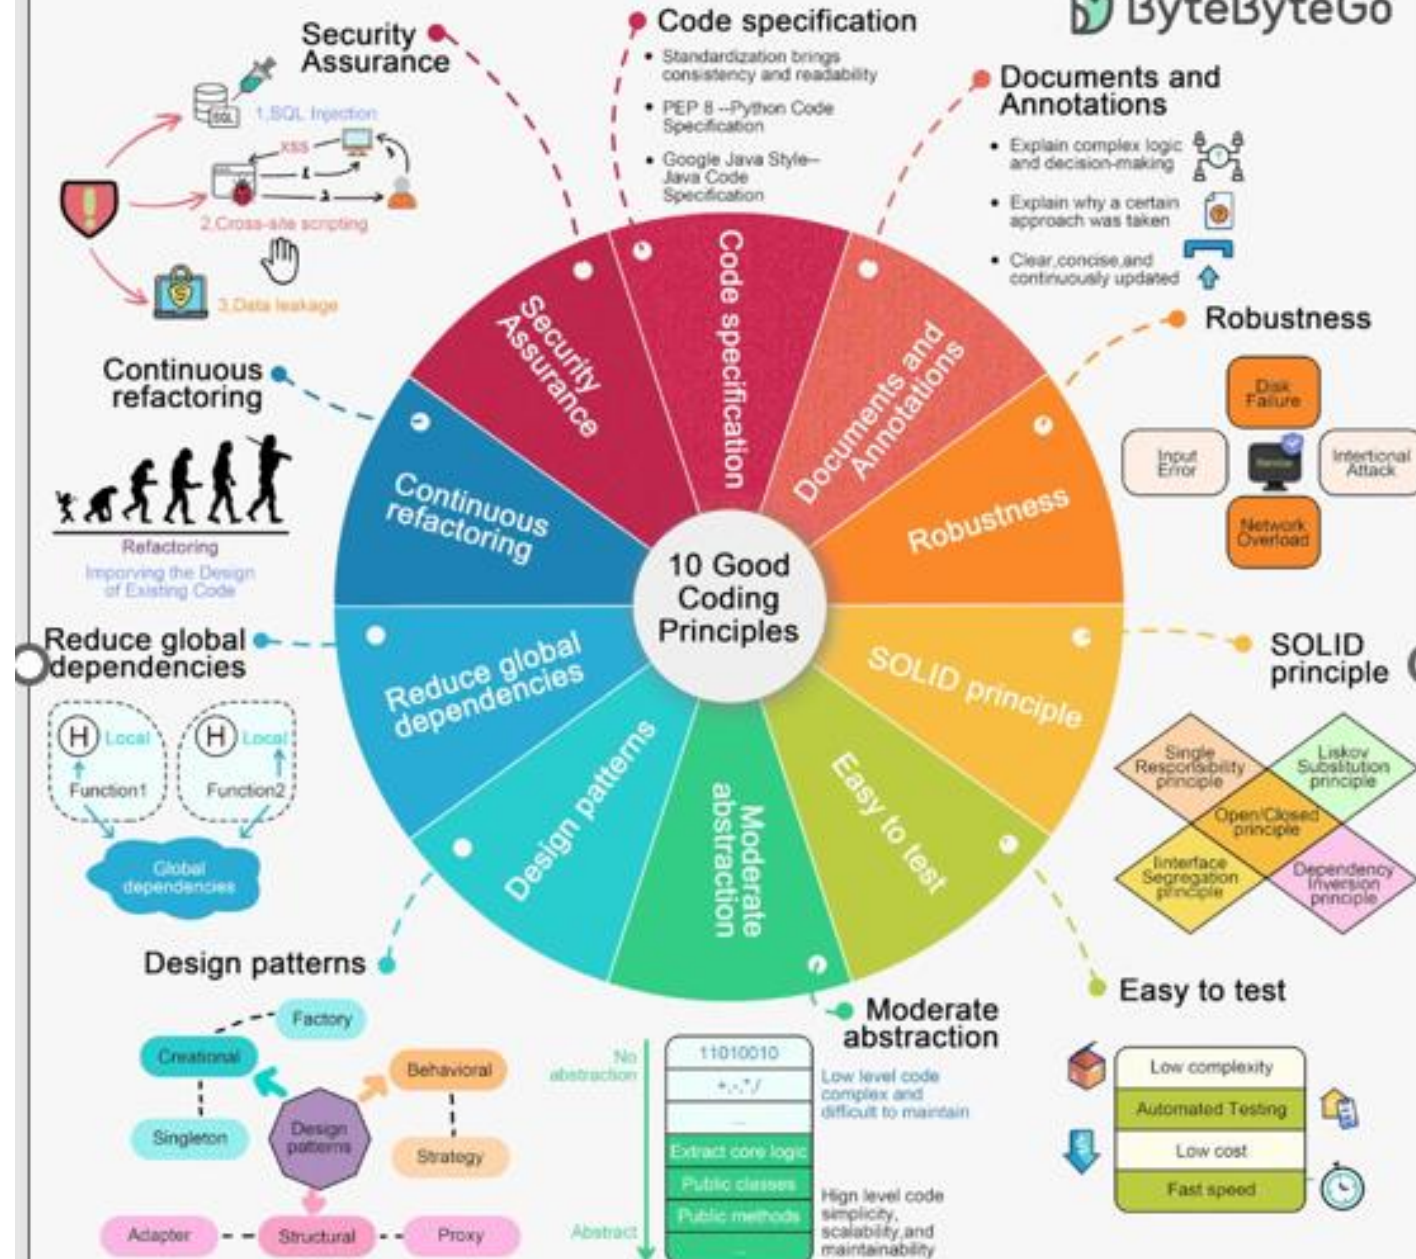 ByteByteGo
Security
Assurance
1,SQL Injection
SQL
XSS
1
2
2,Cross-site scripting
3,Data leakage
Code specification
Standardization brings
consistency and readability
PEP 8 --Python Code
Specification
Google Java Style--
Java Code
Specification
Documents and
Annotations
Explain complex logic
and decision-making
Explain why a certain
approach was taken
Clear,concise,and
continuously updated
Robustness
Disk
Failure
Input
Error
Intertional
Attack
Network
Overload
Continuous
refactoring
Refactoring
Imporving the Design
of Existing Code
Security
Assurance
Code specification
Documents and
Annotations
Robustness
SOLID principle
Easy to test
Moderate
abstraction
Design patterns
Reduce global
dependencies
Continuous
refactoring
10 Good
Coding
Principles
Reduce global
dependencies
H Local
Function1
H Local
Function2
Global
dependencies
SOLID
principle
Single
Responsibility
principle
Liskov
Substitution
principle
Open/Closed
principle
Iinterface
Segregation
principle
Dependency
Inversion
principle
Design patterns
Factory
Creational
Singleton
Behavioral
Strategy
Design
patterns
Adapter
Structural
Proxy
Moderate
abstraction
No
abstraction
Abstract
11010010
+,-,*,/
...
Extract core logic
Public classes
Public methods
...
Low level code
complex and
difficult to maintain
Hign level code
simplicity,
scalability,and
maintainability
Easy to test
Low complexity
Automated Testing
Low cost
Fast speed